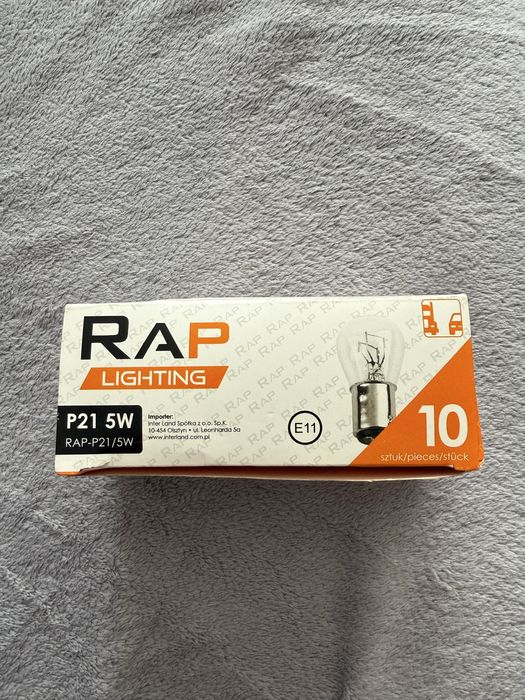 RAP
LIGHTING
P21 5W
RAP-P21/5W
Importer:
Inter Land Spółka z o.o. Sp.K.
10-454 Olsztyn • ul. Leonharda 5a
www.interland.com.pl
E11
10
sztuk/pieces/stück